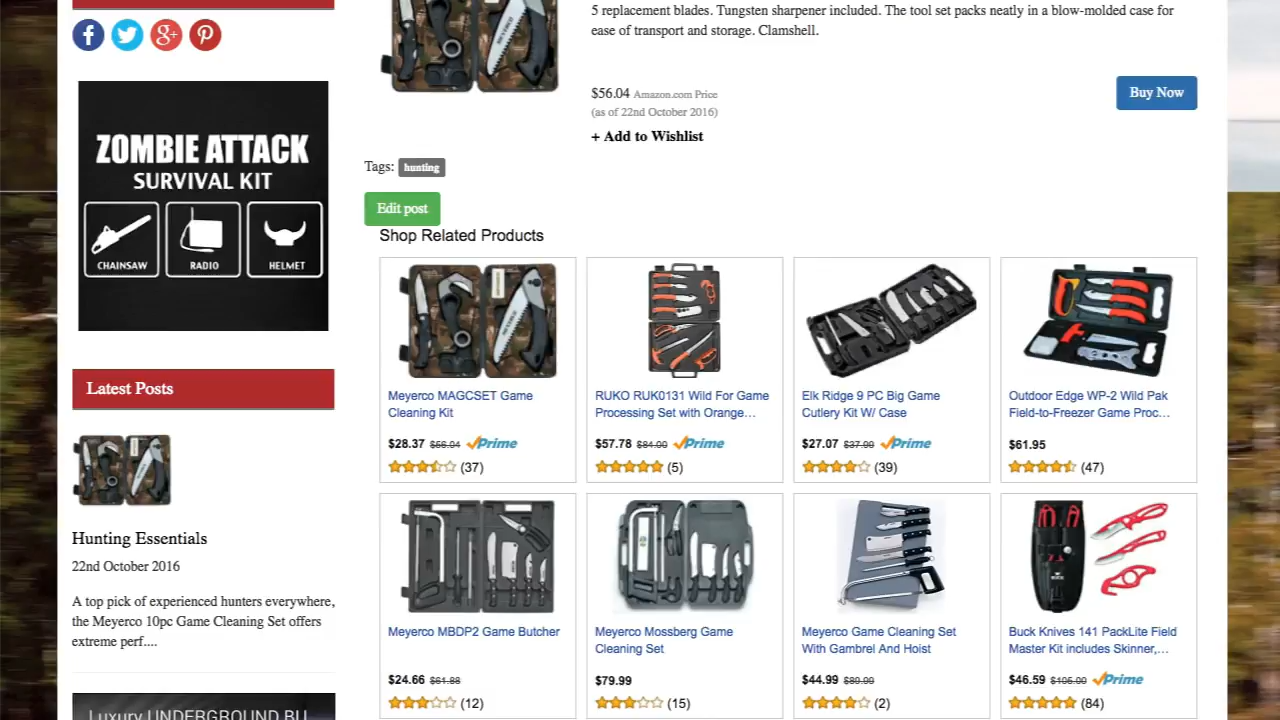 5 replacement blades. Tungsten sharpener included. The tool set packs neatly in a blow-molded case for
ease of transport and storage. Clamshell.
$56.04 Amazon.com Price
(as of 22nd October 2016)
Buy Now
+ Add to Wishlist
Tags: hunting
Edit post
ZOMBIE ATTACK
SURVIVAL KIT
CHAINSAW RADIO HELMET
Shop Related Products
Meyerco MAGCSET Game
Cleaning Kit
$28.37 $56.04 Prime
(37)
RUKO RUK0131 Wild For Game
Processing Set with Orange…
$57.78 $84.00 Prime
(5)
Elk Ridge 9 PC Big Game
Cutlery Kit W/ Case
$27.07 $37.99 Prime
(39)
Outdoor Edge WP-2 Wild Pak
Field-to-Freezer Game Proc…
$61.95
(47)
Meyerco MBDP2 Game Butcher
$24.66 $61.88
(12)
Meyerco Mossberg Game
Cleaning Set
$79.99
(15)
Meyerco Game Cleaning Set
With Gambrel And Hoist
$44.99 $89.99
(2)
Buck Knives 141 PackLite Field
Master Kit includes Skinner,…
$46.59 $105.00 Prime
(84)
Latest Posts
Hunting Essentials
22nd October 2016
A top pick of experienced hunters everywhere,
the Meyerco 10pc Game Cleaning Set offers
extreme perf....
Luxury UNDERGROUND BU